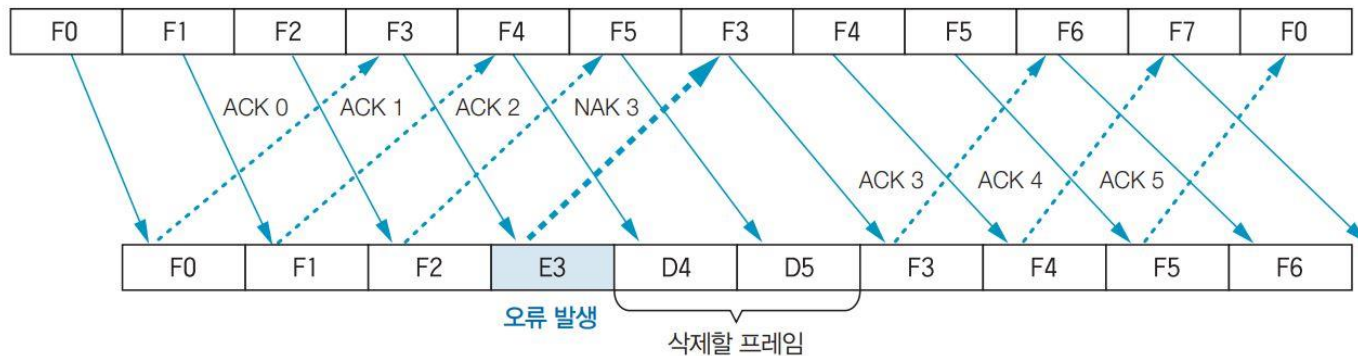 F0 F1 F2 F3 F4 F5 F3 F4 F5 F6 F7 F0
ACK 0 ACK 1 ACK 2 NAK 3
ACK 3 ACK 4 ACK 5
F0 F1 F2 E3 D4 D5 F3 F4 F5 F6
오류 발생
삭제할 프레임